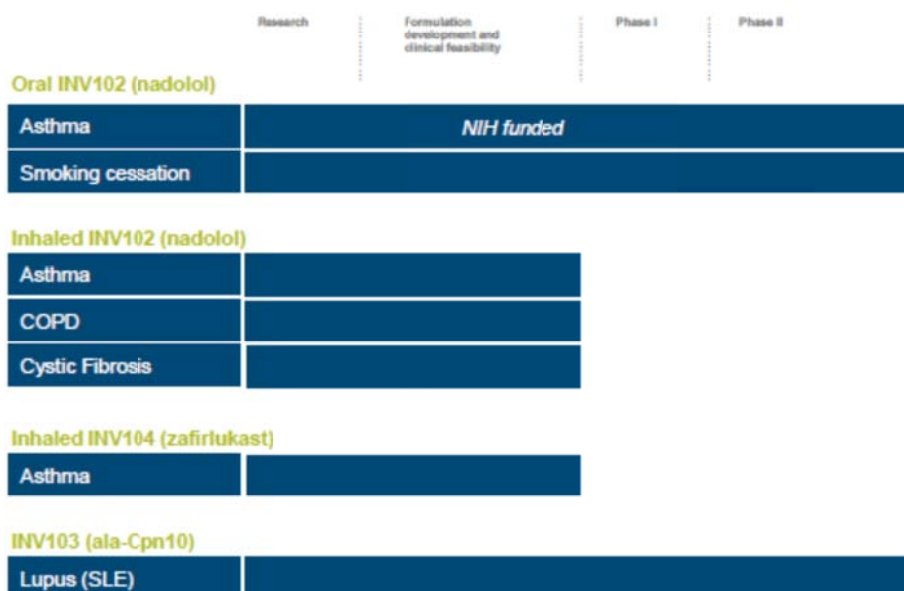 Research
Formulation
development and
clinical feasibility
Phase I
Phase II
Oral INV102 (nadolol)
Asthma
NIH funded
Smoking cessation
Inhaled INV102 (nadolol)
Asthma
COPD
Cystic Fibrosis
Inhaled INV104 (zafirlukast)
Asthma
INV103 (ala-Cpn10)
Lupus (SLE)